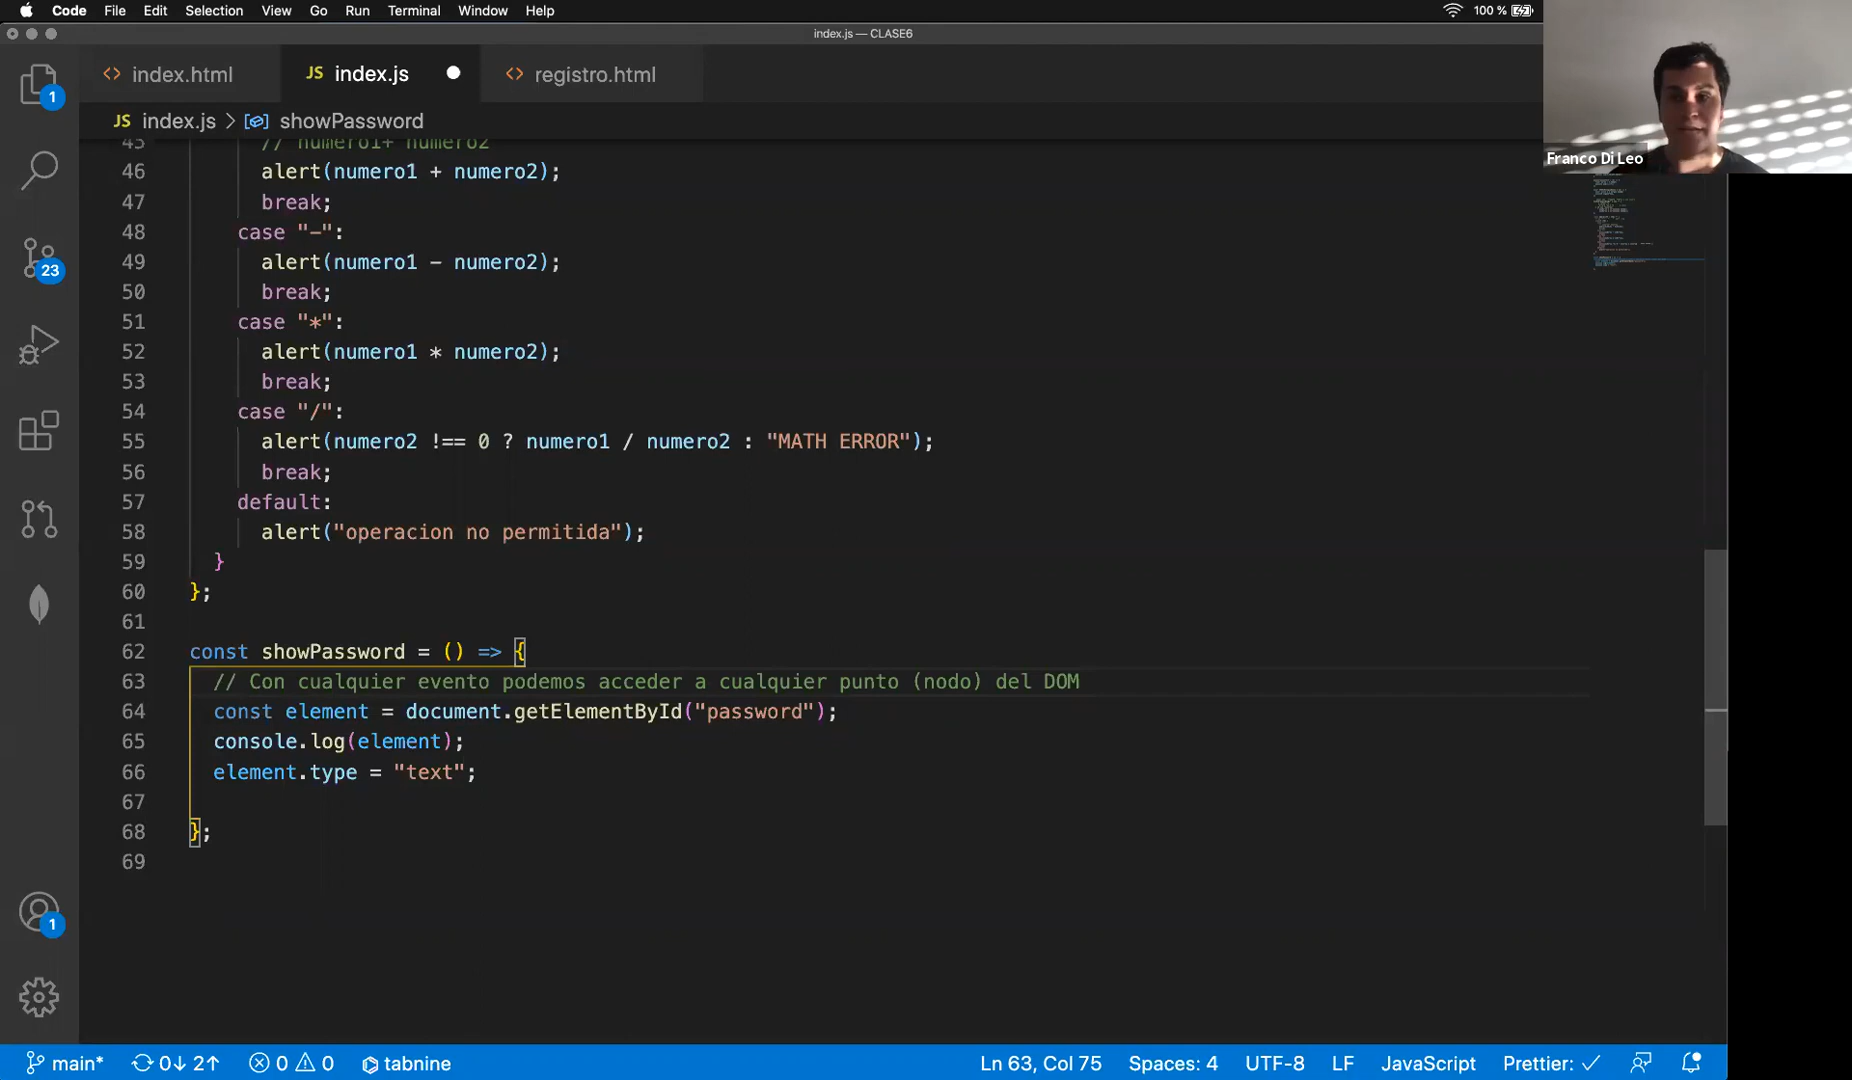 Code File Edit Selection View Go Run Terminal Window Help 100 %
index.js — CLASE6
index.html JS index.js registro.html
JS index.js > showPassword
Franco Di Leo
45 // numero1+ numero2
46 alert(numero1 + numero2);
47 break;
48 case "-":
49 alert(numero1 - numero2);
50 break;
51 case "*":
52 alert(numero1 * numero2);
53 break;
54 case "/":
55 alert(numero2 !== 0 ? numero1 / numero2 : "MATH ERROR");
56 break;
57 default:
58 alert("operacion no permitida");
59 }
60 };
61
62 const showPassword = () => {
63 // Con cualquier evento podemos acceder a cualquier punto (nodo) del DOM
64 const element = document.getElementById("password");
65 console.log(element);
66 element.type = "text";
67
68 };
69
1
23
1
main* 0↓ 2↑ 0 0 tabnine Ln 63, Col 75 Spaces: 4 UTF-8 LF JavaScript Prettier: ✓